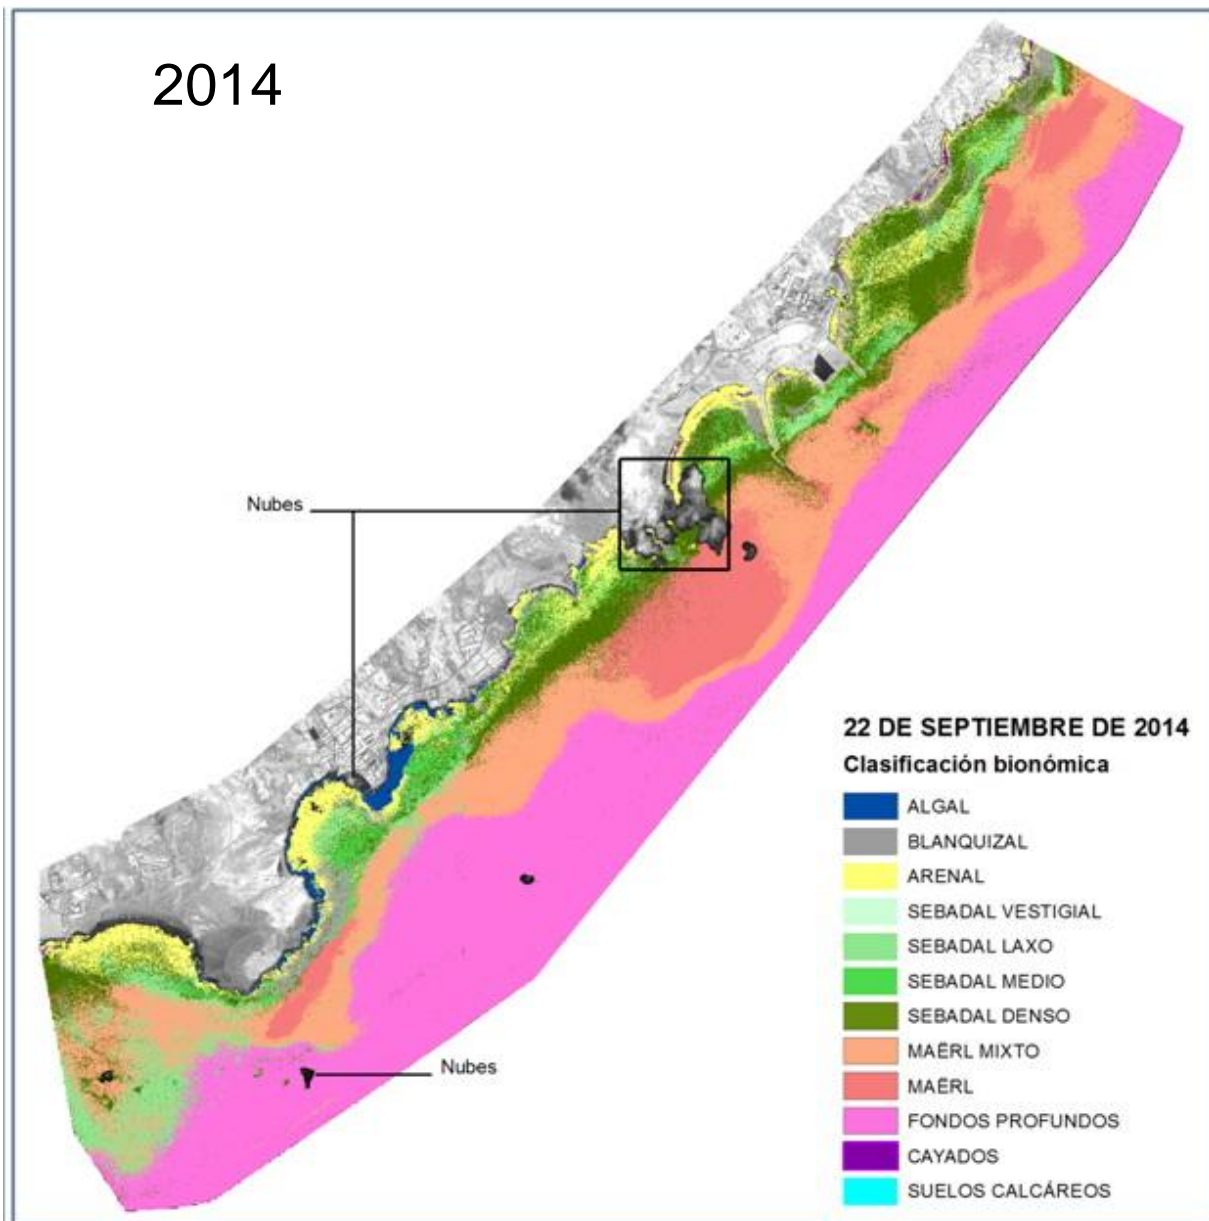 2014
Nubes
Nubes
22 DE SEPTIEMBRE DE 2014
Clasificación bionómica
ALGAL
BLANQUIZAL
ARENAL
SEBADAL VESTIGIAL
SEBADAL LAXO
SEBADAL MEDIO
SEBADAL DENSO
MAËRL MIXTO
MAËRL
FONDOS PROFUNDOS
CAYADOS
SUELOS CALCÁREOS